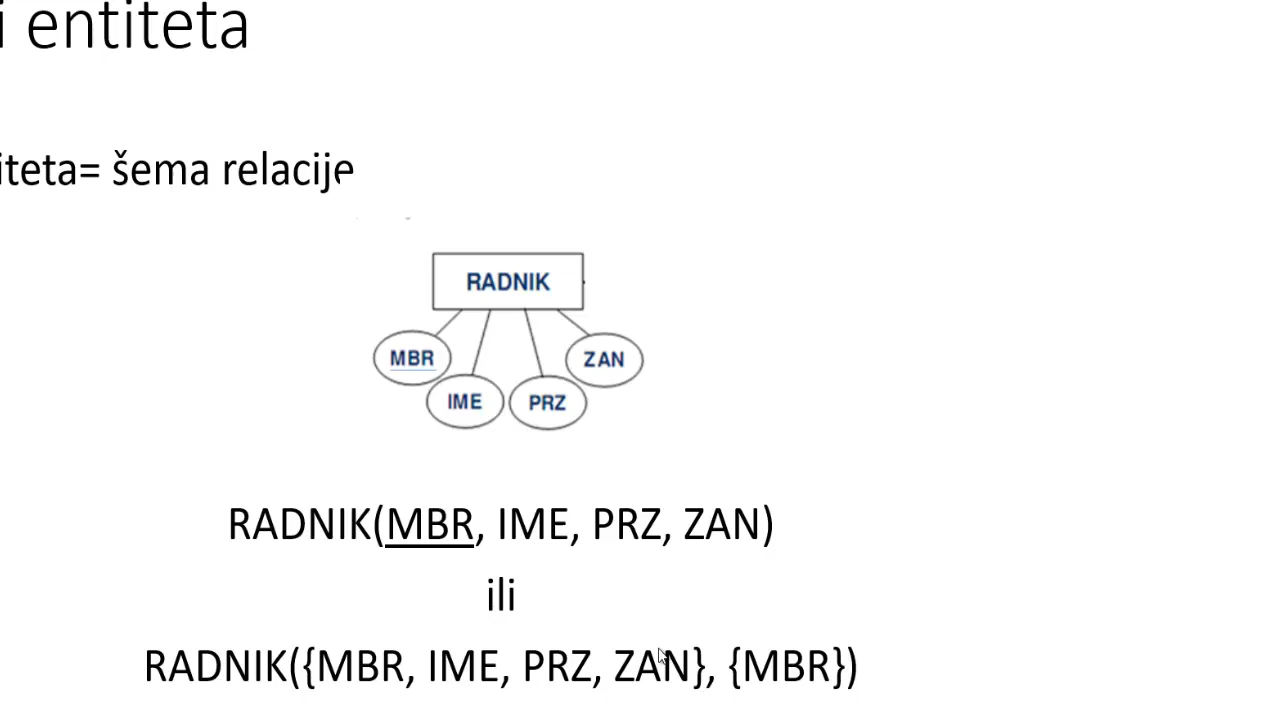 i entiteta
iteta= šema relacije
RADNIK
MBR
ZAN
IME
PRZ
RADNIK(MBR, IME, PRZ, ZAN)
ili
RADNIK({MBR, IME, PRZ, ZAN}, {MBR})